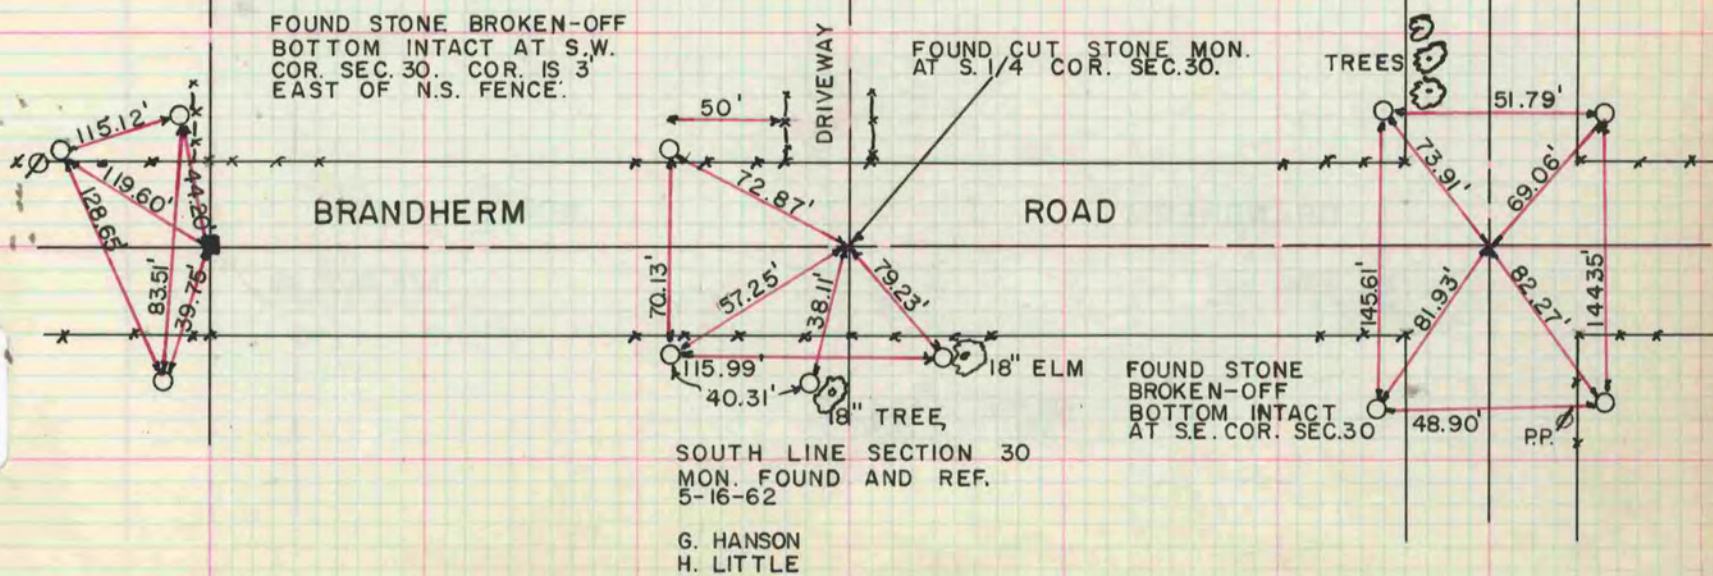 FOUND STONE BROKEN-OFF
BOTTOM INTACT AT S.W.
COR. SEC. 30. COR. IS 3'
EAST OF N.S. FENCE.
115.12'
119.60'
128.65'
44.20'
83.51'
39.75'
BRANDHERM
50'
DRIVEWAY
FOUND CUT STONE MON.
AT S. 1/4 COR. SEC. 30.
72.87'
70.13'
57.25'
38.11'
79.23'
115.99'
40.31'
18" TREE,
18" ELM
ROAD
TREES
51.79'
73.91'
69.06'
145.61'
81.93'
82.27'
144.35'
48.90'
P.P.
FOUND STONE
BROKEN-OFF
BOTTOM INTACT
AT S.E. COR. SEC. 30
SOUTH LINE SECTION 30
MON. FOUND AND REF.
5-16-62
G. HANSON
H. LITTLE